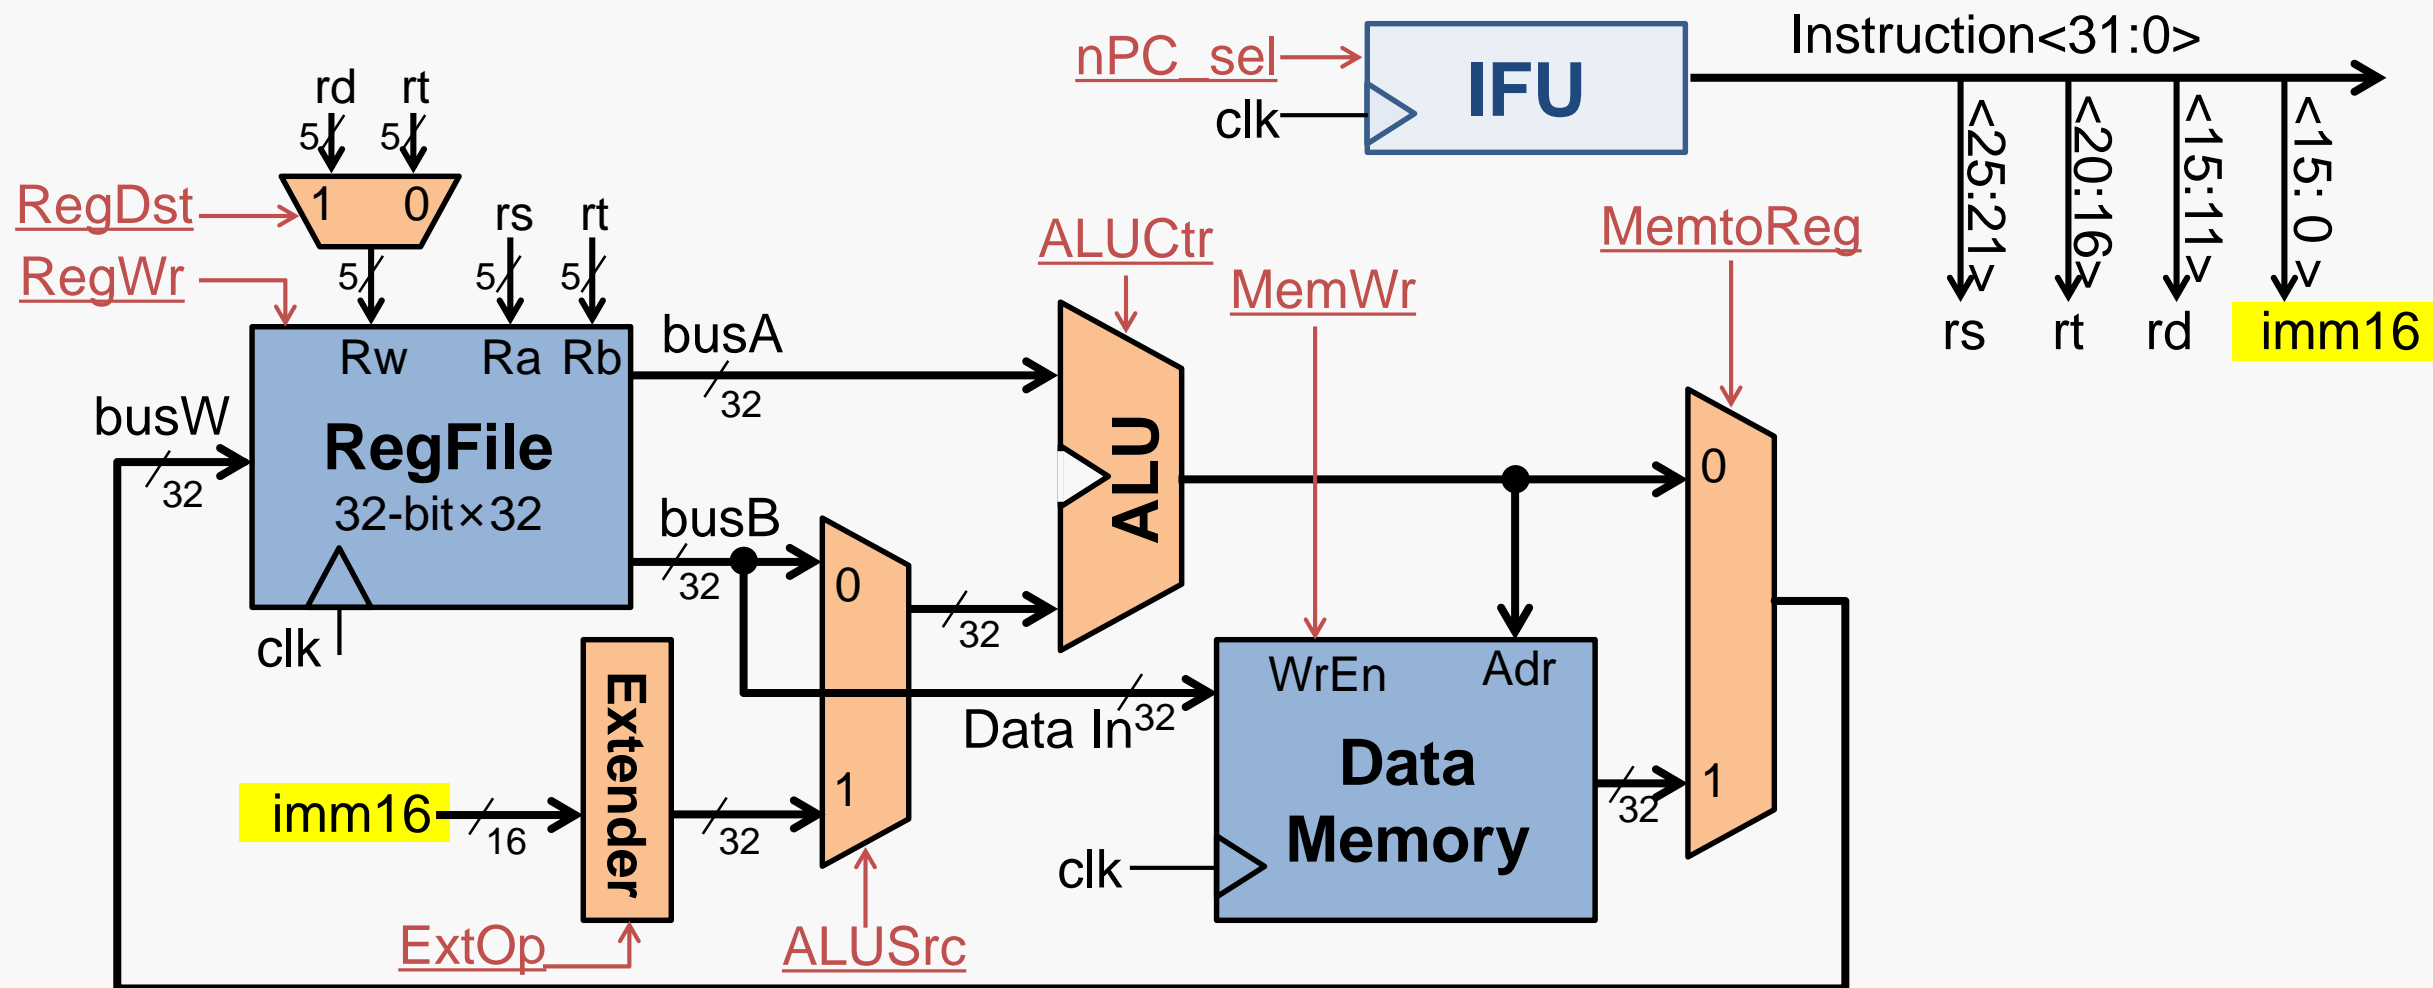 Instruction<31:0>
nPC_sel
IFU
clk
rd rt
5 5
1 0
RegDst
RegWr
rs rt
5 5 5
ALUCtr
MemWr
MemtoReg
<25:21>
<20:16>
<15:11>
<15: 0 >
rs rt rd imm16
Rw Ra Rb
busA
32
busW
32
RegFile
32-bit×32
clk
busB
32
0
1
32
ALU
0
1
WrEn Adr
Data In
32
Data
Memory
32
clk
imm16
16
Extender
32
ExtOp
ALUSrc